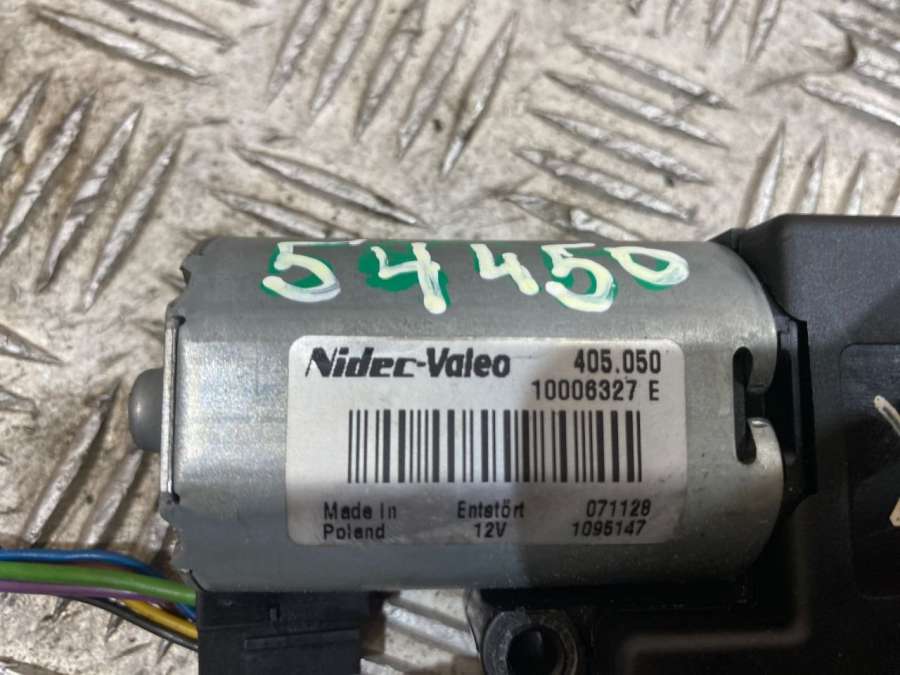 54450
Nidec-Valeo 405.050
10006327 E
Made in Entstört 071128
Poland 12V 1095147